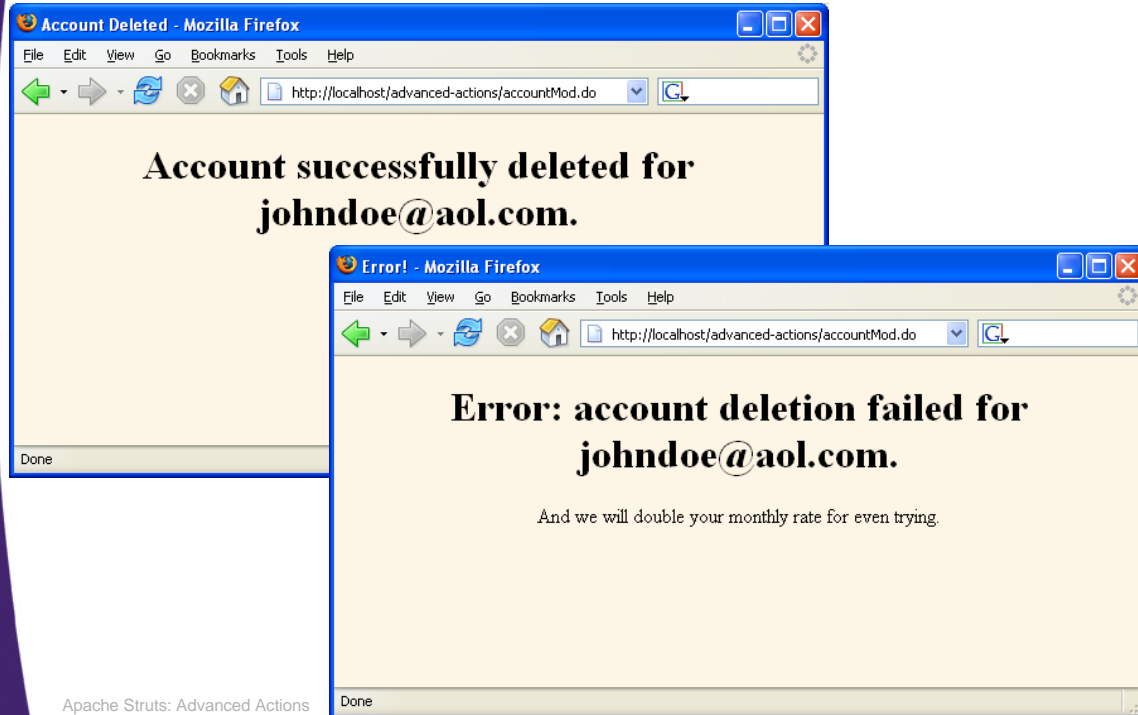 Account Deleted - Mozilla Firefox
File Edit View Go Bookmarks Tools Help
http://localhost/advanced-actions/accountMod.do
G
Account successfully deleted for
johndoe@aol.com.
Done
Error! - Mozilla Firefox
File Edit View Go Bookmarks Tools Help
http://localhost/advanced-actions/accountMod.do
G
Error: account deletion failed for
johndoe@aol.com.
And we will double your monthly rate for even trying.
Done
Apache Struts: Advanced Actions